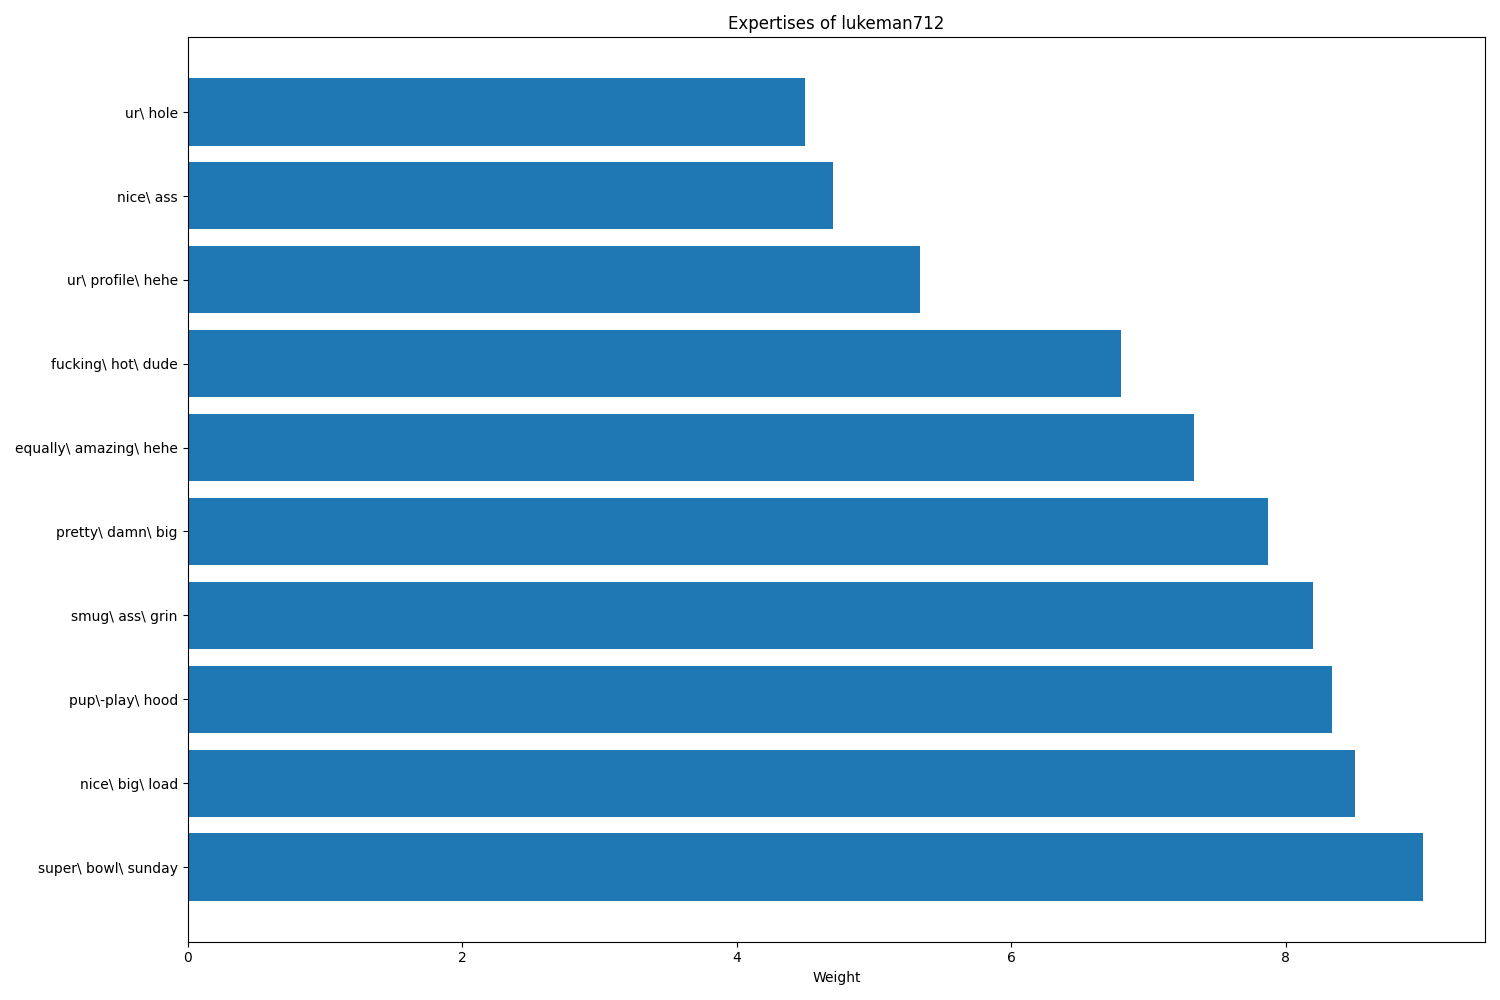 Expertises of lukeman712
ur\ hole
nice\ ass
ur\ profile\ hehe
fucking\ hot\ dude
equally\ amazing\ hehe
pretty\ damn\ big
smug\ ass\ grin
pup\-play\ hood
nice\ big\ load
super\ bowl\ sunday
0 2 4 6 8
Weight